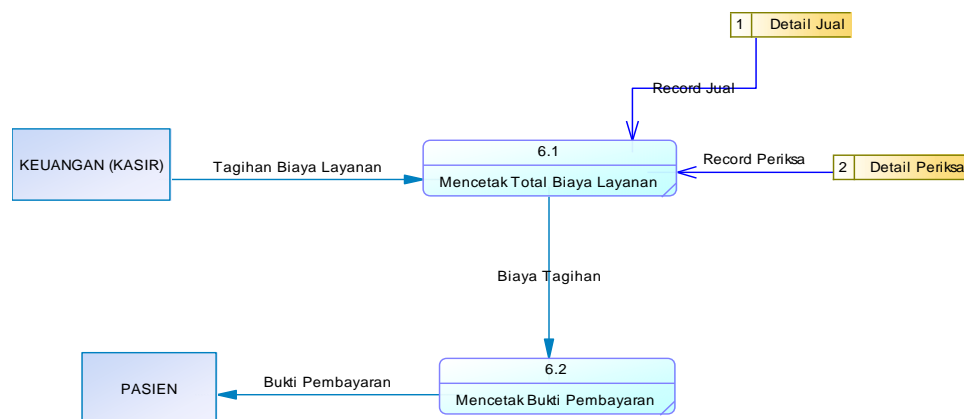 1 Detail Jual
Record Jual
KEUANGAN (KASIR)
Tagihan Biaya Layanan
6.1
Mencetak Total Biaya Layanan
Record Periksa
2 Detail Periksa
Biaya Tagihan
PASIEN
Bukti Pembayaran
6.2
Mencetak Bukti Pembayaran